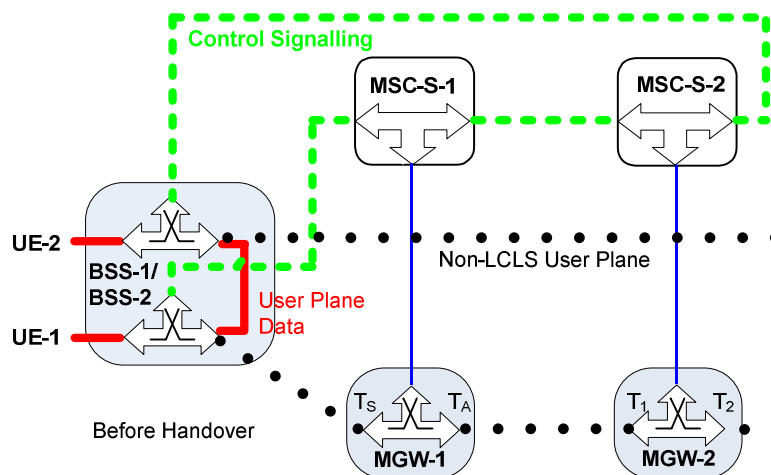 Control Signalling
MSC-S-1
MSC-S-2
UE-2
BSS-1/
BSS-2
Non-LCLS User Plane
User Plane
Data
UE-1
TS
TA
T1
T2
Before Handover
MGW-1
MGW-2